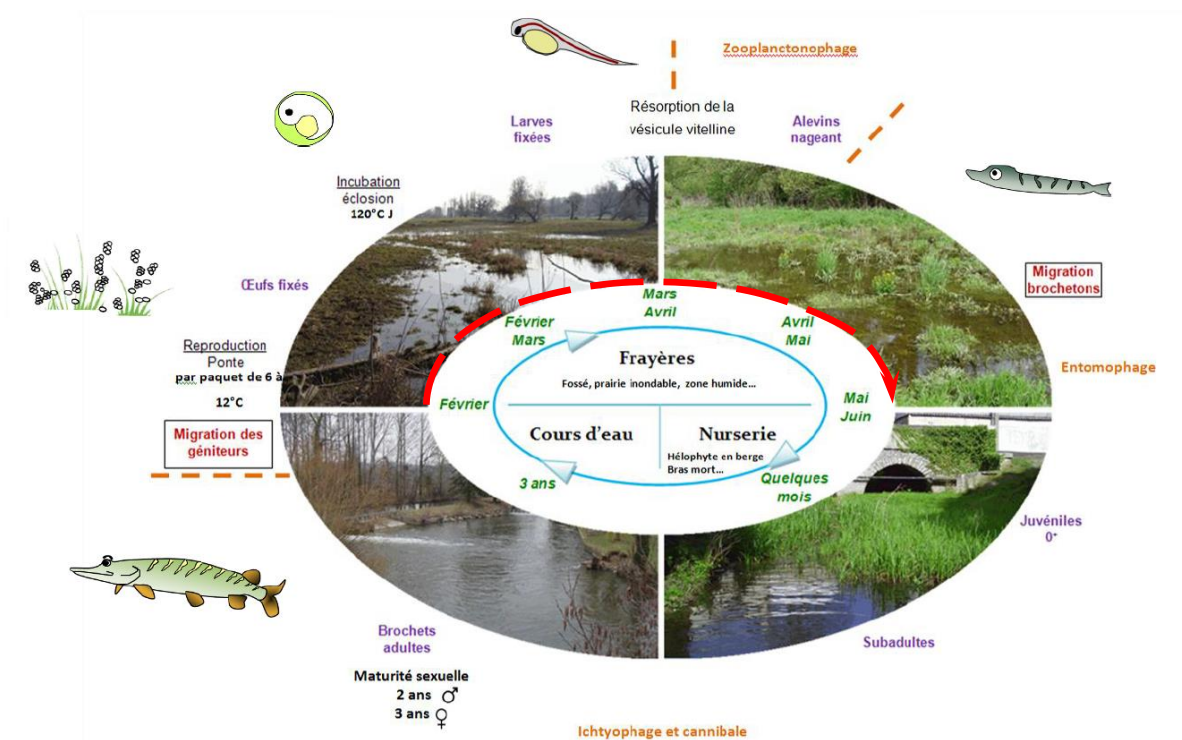 Zooplanctonophage
Résorption de la
vésicule vitelline
Larves
fixées
Alevins
nageant
Incubation
éclosion
120°C J
Œufs fixés
Migration
brochetons
Reproduction
Ponte
par paquet de 6 à
12°C
Mars
Avril
Février
Mars
Avril
Mai
Frayères
Fossé, prairie inondable, zone humide...
Entomophage
Février
Mai
Juin
Migration des
géniteurs
Cours d'eau
Nurserie
Hélophyte en berge
Bras mort...
3 ans
Quelques
mois
Juvéniles
0+
Brochets
adultes
Subadultes
Maturité sexuelle
2 ans ♂
3 ans ♀
Ichtyophage et cannibale